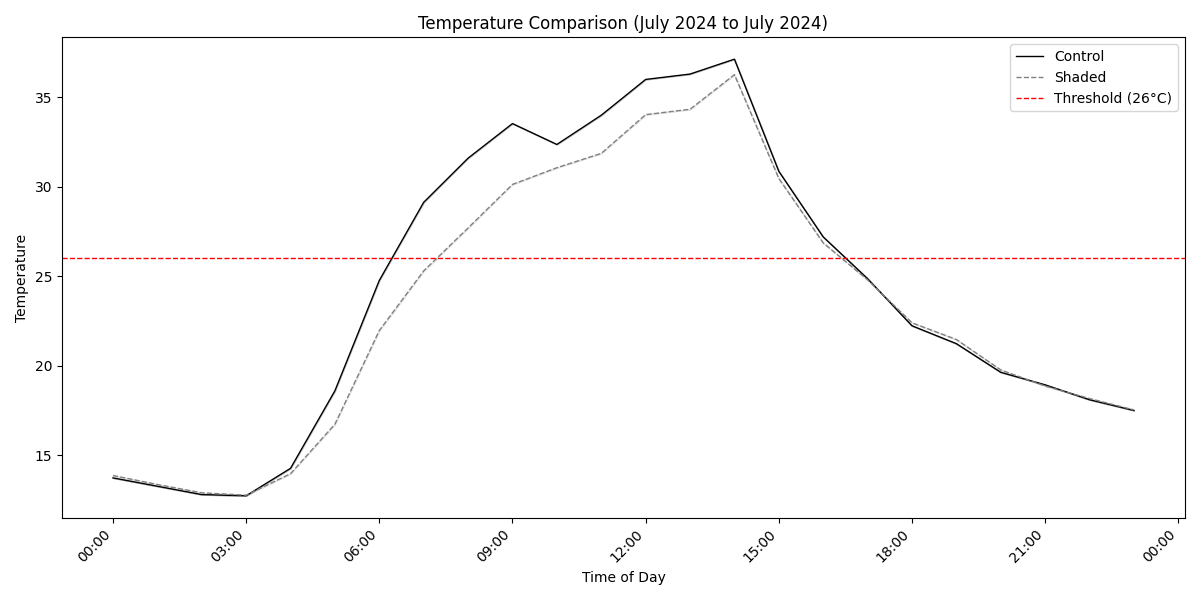 Temperature Comparison (July 2024 to July 2024)
Control
Shaded
Threshold (26°C)
35
30
25
20
15
Temperature
00:00
03:00
06:00
09:00
12:00
15:00
18:00
21:00
00:00
Time of Day